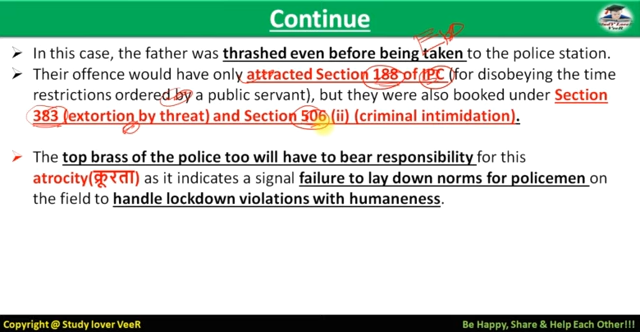 Continue
➢ In this case, the father was thrashed even before being taken to the police station.
➢ Their offence would have only attracted Section 188 of IPC (for disobeying the time
restrictions ordered by a public servant), but they were also booked under Section
383 (extortion by threat) and Section 506 (ii) (criminal intimidation).
➢ The top brass of the police too will have to bear responsibility for this
atrocity(क्रूरता) as it indicates a signal failure to lay down norms for policemen on
the field to handle lockdown violations with humaneness.
Copyright @ Study lover VeeR
Be Happy, Share & Help Each Other!!!